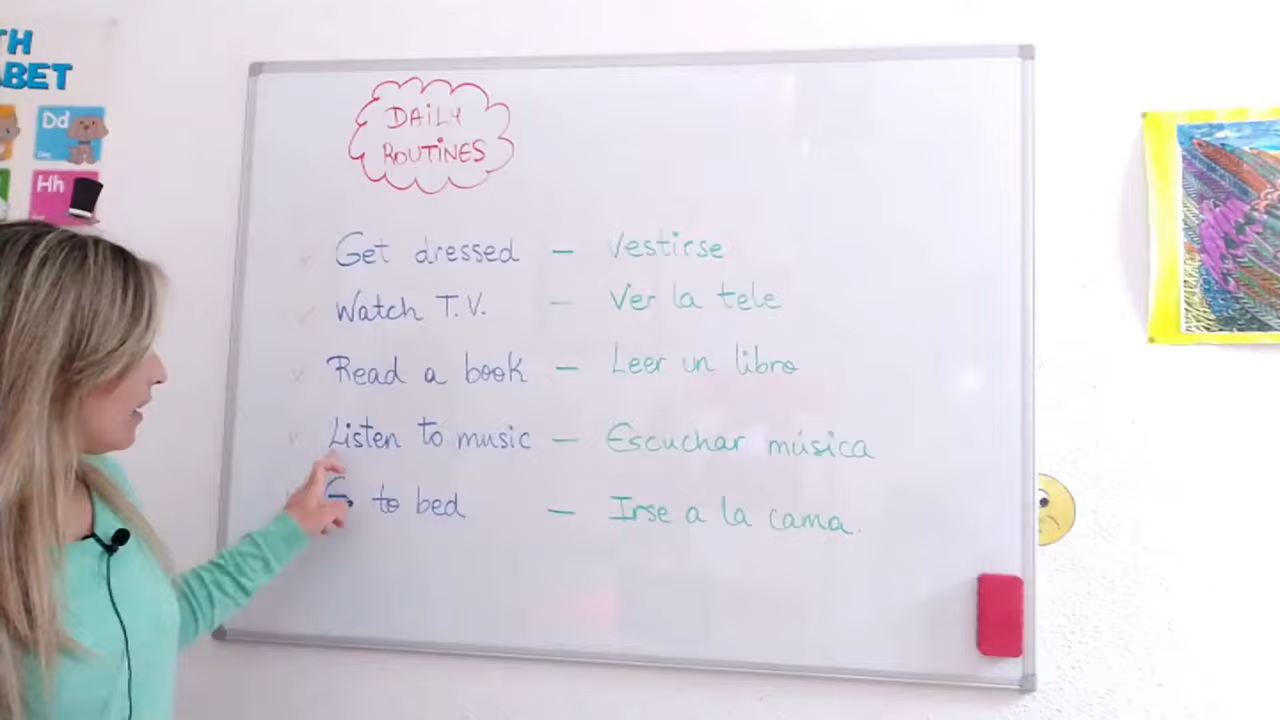 TH
ABET
Dd
Hh
DAiLY
ROUTiNES
Get dressed — Vestirse
Watch T.V. — Ver la tele
Read a book — Leer un libro
Listen to music — Escuchar música
to bed — Irse a la cama.